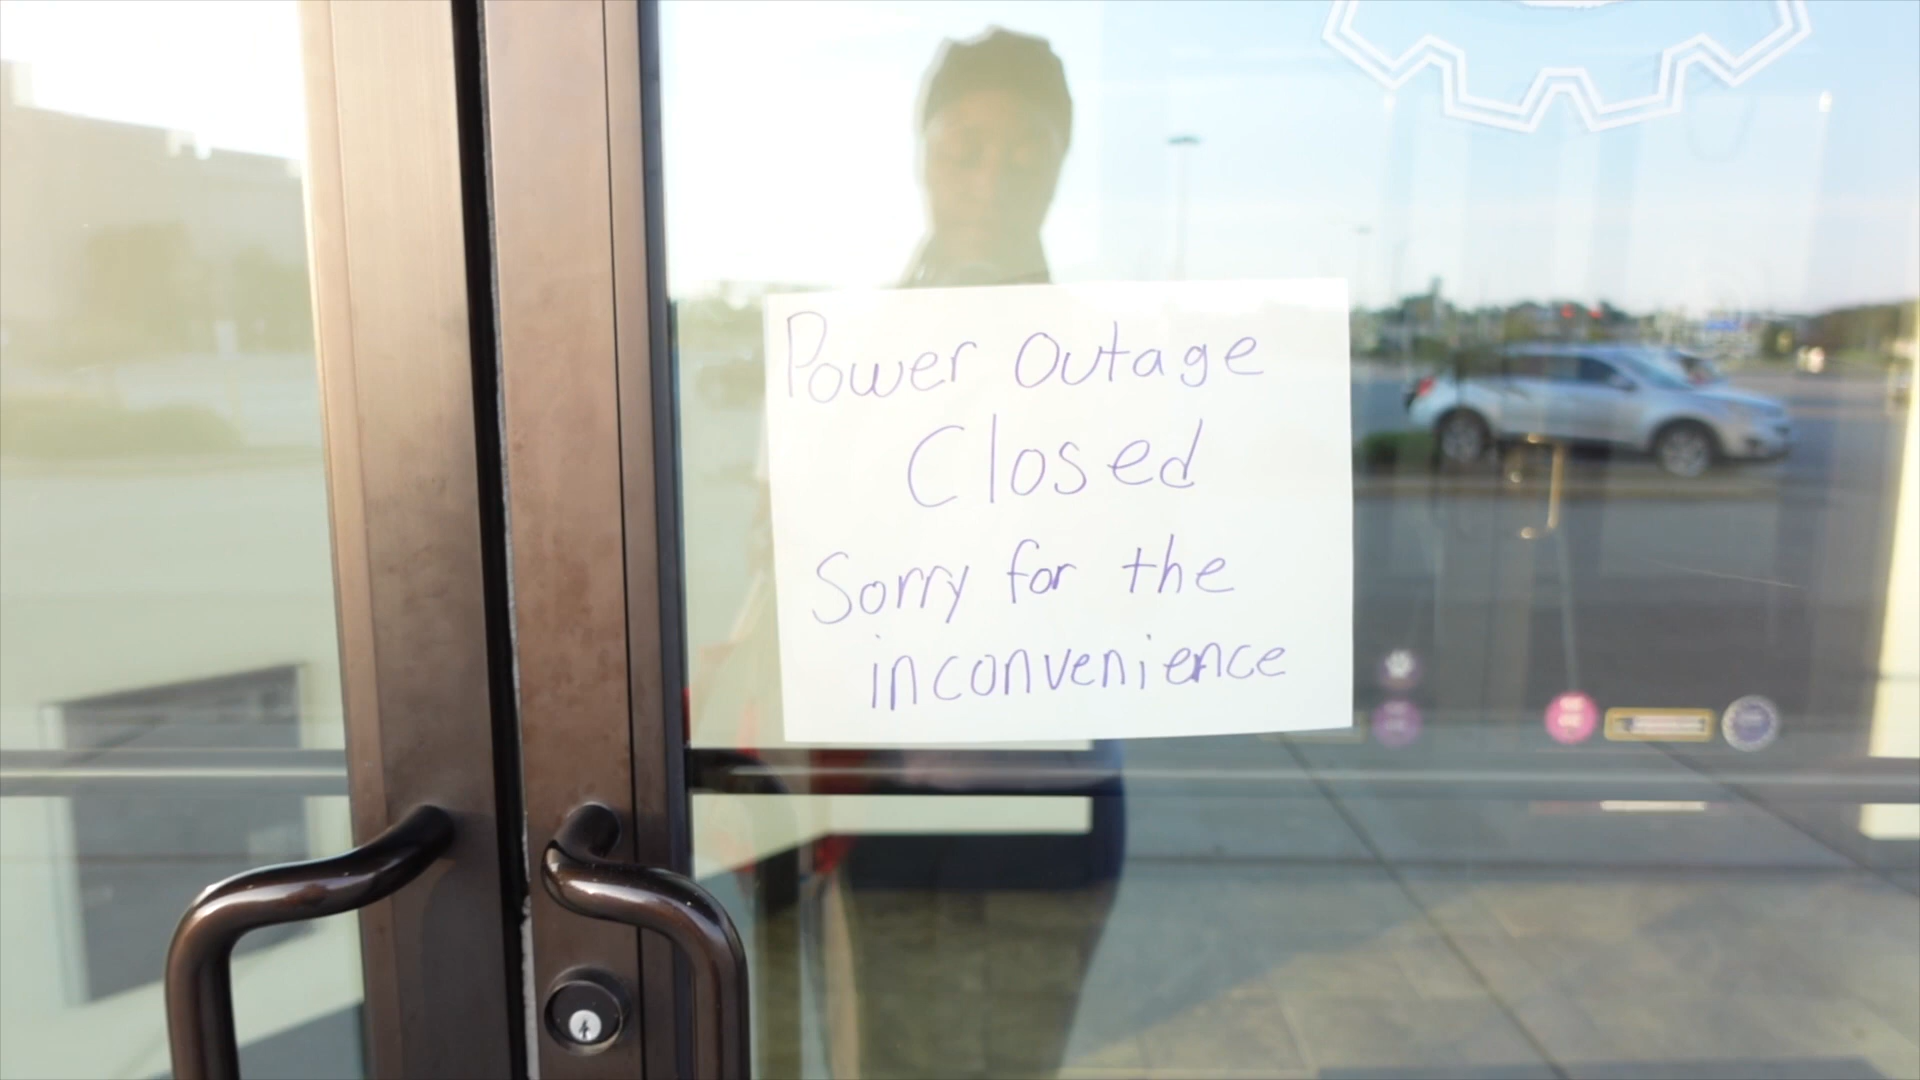 Power Outage
Closed
Sorry for the
inconvenience